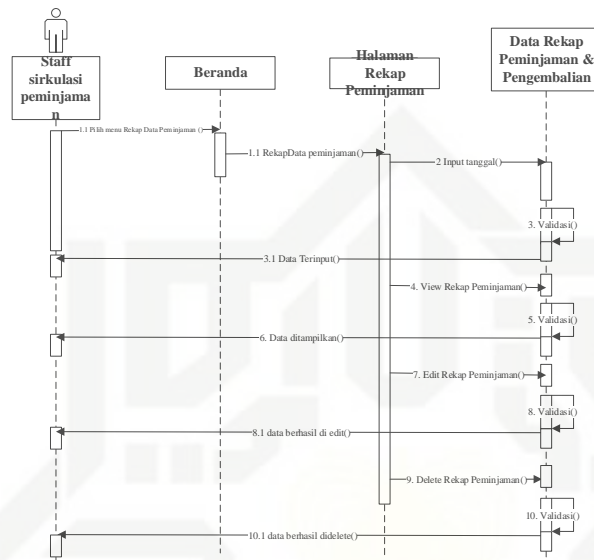 Staff
sirkulasi
peminjama
n
Beranda
Halaman
Rekap
Peminjaman
Data Rekap
Peminjaman &
Pengembalian
1.1 Pilih menu Rekap Data Peminjaman ()
1.1 RekapData peminjaman()
2 Input tanggal()
3. Validasi()
3.1 Data Terinput()
4. View Rekap Peminjaman()
5. Validasi()
6. Data ditampilkan()
7. Edit Rekap Peminjaman()
8. Validasi()
8.1 data berhasil di edit()
9. Delete Rekap Peminjaman()
10. Validasi()
10.1 data berhasil didelete()